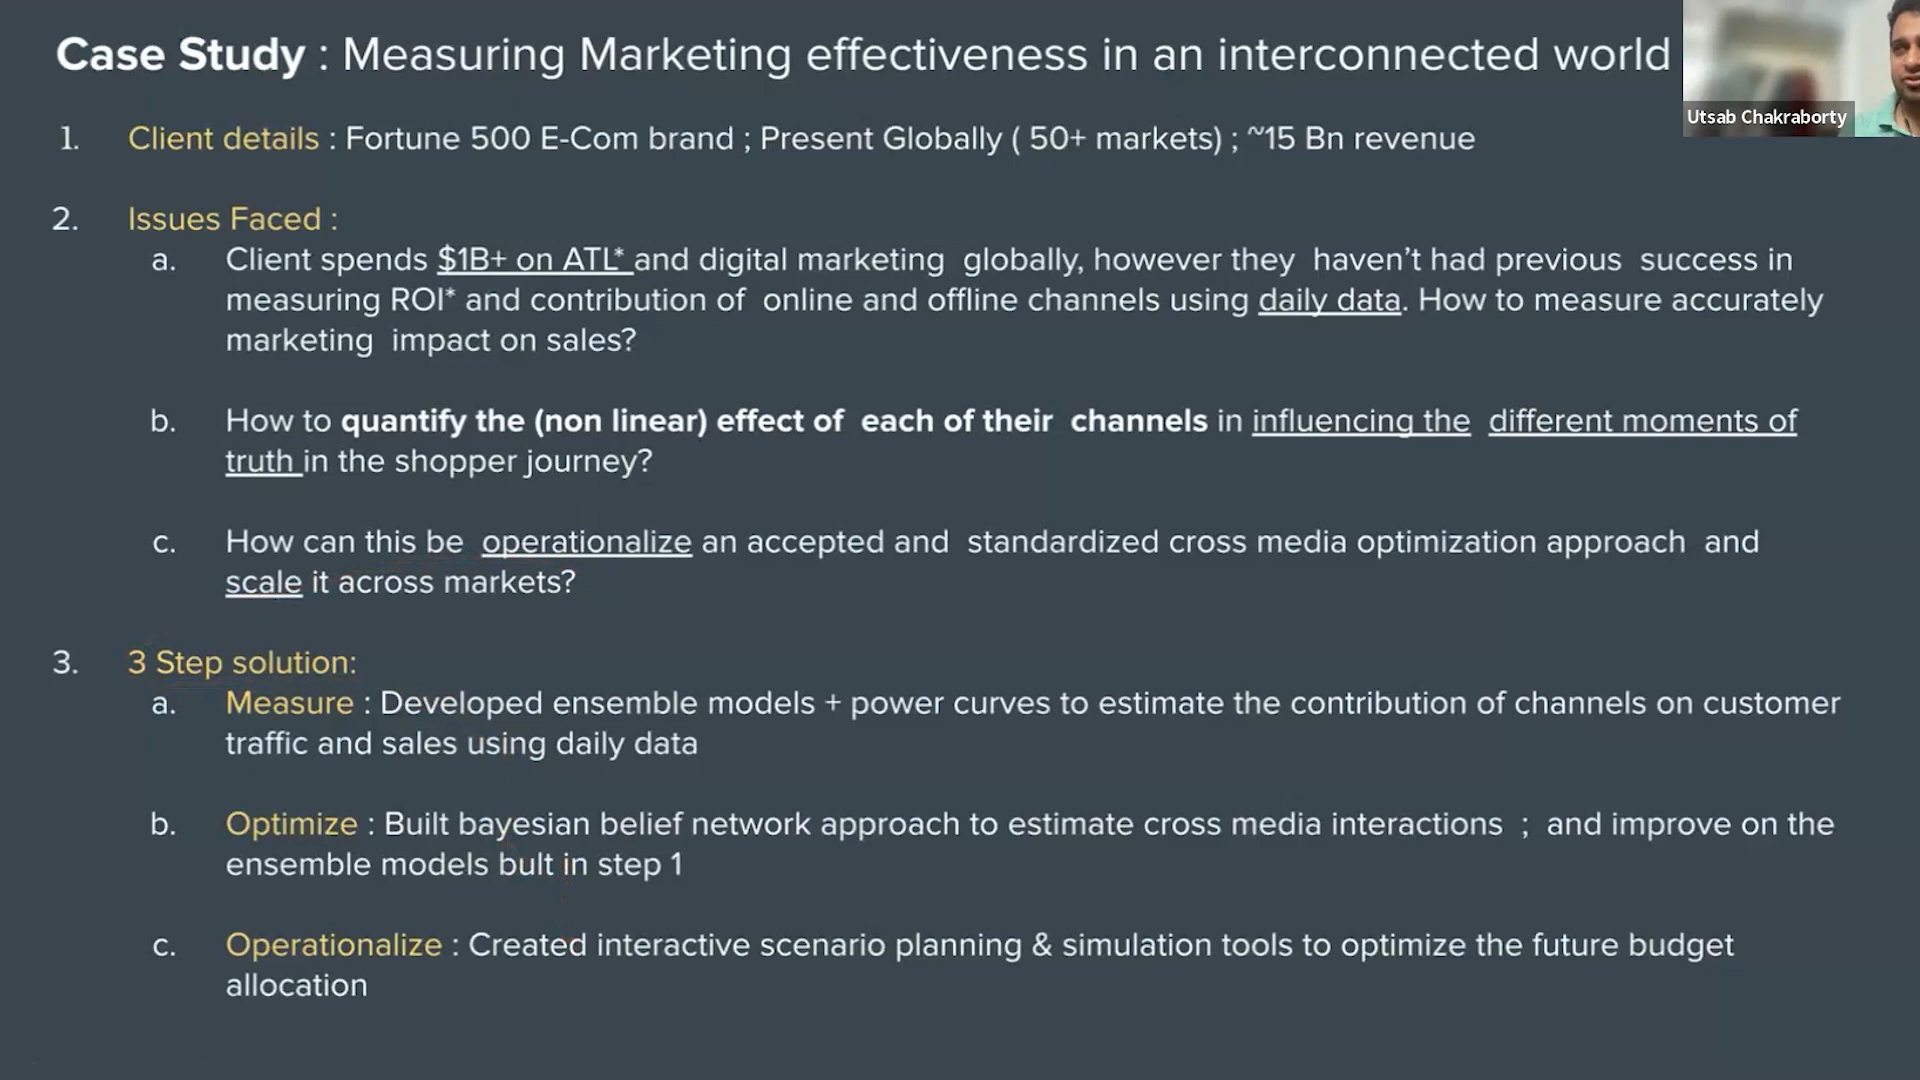 Case Study : Measuring Marketing effectiveness in an interconnected world
Utsab Chakraborty
1. Client details : Fortune 500 E-Com brand ; Present Globally ( 50+ markets) ; ~15 Bn revenue
2. Issues Faced :
a. Client spends $1B+ on ATL* and digital marketing globally, however they haven’t had previous success in
measuring ROI* and contribution of online and offline channels using daily data. How to measure accurately
marketing impact on sales?
b. How to quantify the (non linear) effect of each of their channels in influencing the different moments of
truth in the shopper journey?
c. How can this be operationalize an accepted and standardized cross media optimization approach and
scale it across markets?
3. 3 Step solution:
a. Measure : Developed ensemble models + power curves to estimate the contribution of channels on customer
traffic and sales using daily data
b. Optimize : Built bayesian belief network approach to estimate cross media interactions ; and improve on the
ensemble models bult in step 1
c. Operationalize : Created interactive scenario planning & simulation tools to optimize the future budget
allocation